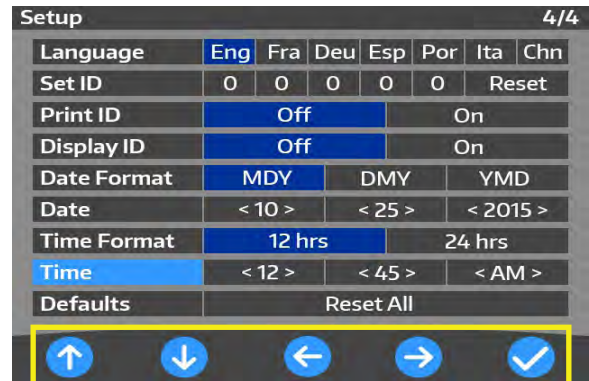 Setup 4/4
Language Eng Fra Deu Esp Por Ita Chn
Set ID 0 0 0 0 0 Reset
Print ID Off On
Display ID Off On
Date Format MDY DMY YMD
Date < 10 > < 25 > < 2015 >
Time Format 12 hrs 24 hrs
Time < 12 > < 45 > < AM >
Defaults Reset All